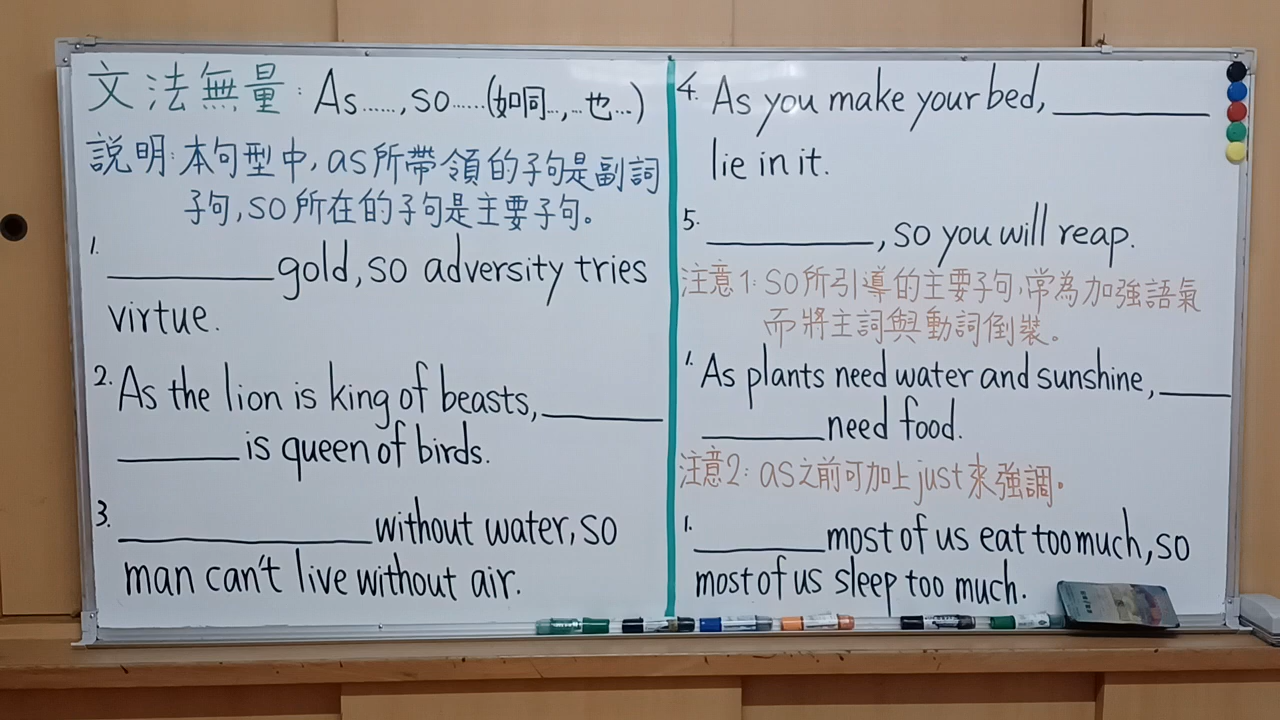 文法無量：As……, so……(如同…,…也…)
說明：本句型中, as所帶領的子句是副詞
子句, so所在的子句是主要子句。
1. ____________ gold, so adversity tries
virtue.
2. As the lion is king of beasts, _________
_________ is queen of birds.
3. ___________________ without water, so
man can't live without air.
4. As you make your bed, ____________
lie in it.
5. ____________, so you will reap.
注意1: so所引導的主要子句,常為加強語氣
而將主詞與動詞倒裝。
1. As plants need water and sunshine, _____
_________ need food.
注意2: as之前可加上just來強調。
1. __________ most of us eat too much, so
most of us sleep too much.